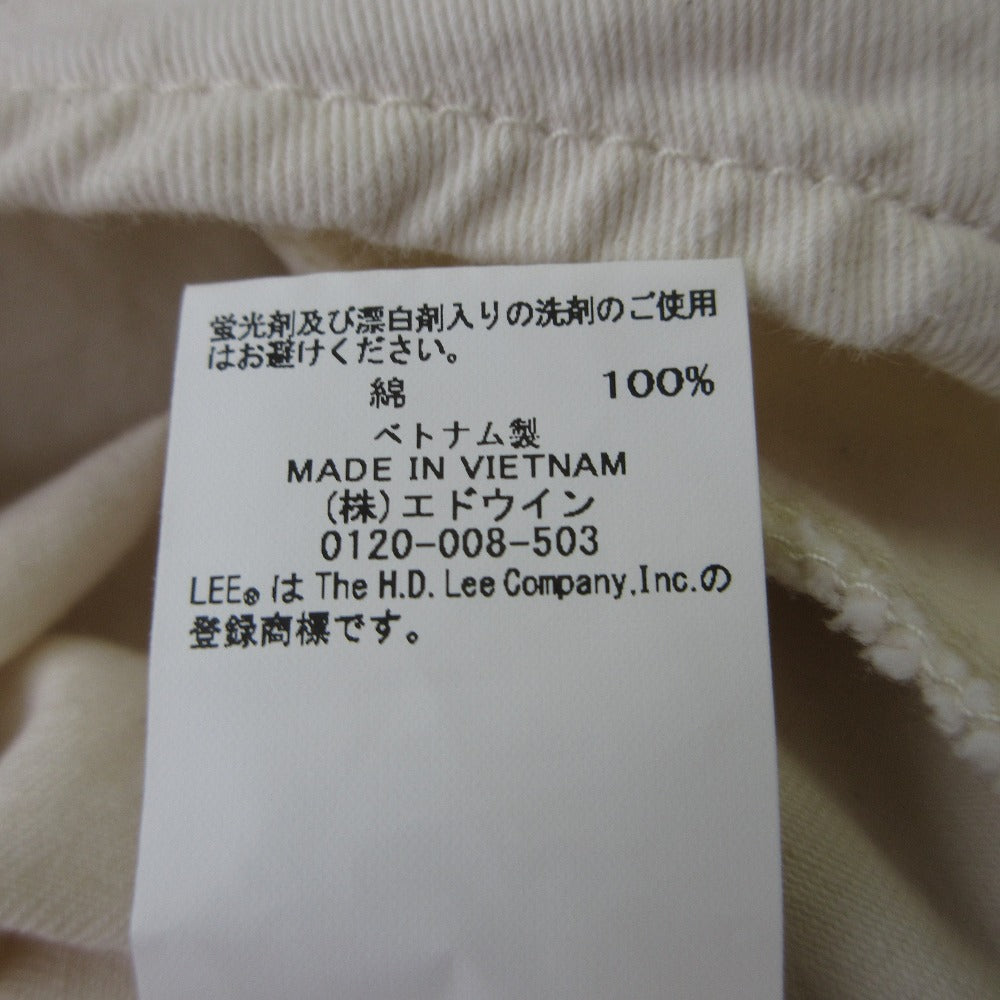 蛍光剤及び漂白剤入りの洗剤のご使用
はお避けください。
綿 100%
ベトナム製
MADE IN VIETNAM
(株)エドウイン
0120-008-503
LEE® は The H.D. Lee Company,Inc.の
登録商標です。